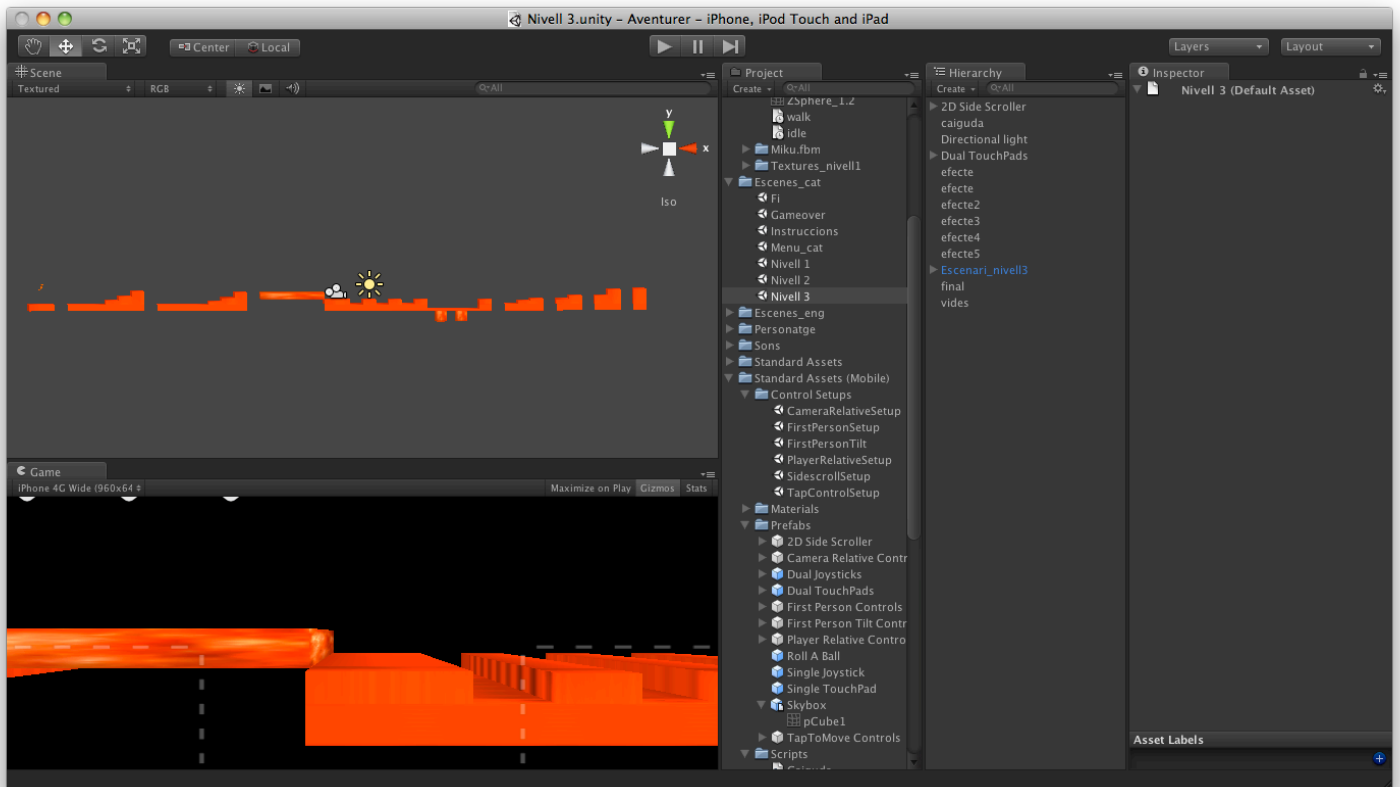 Nivell 3.unity – Aventurer – iPhone, iPod Touch and iPad
Center Local
Layers Layout
Scene
Textured RGB All
y
x
Iso
Game
iPhone 4G Wide (960x64
Maximize on Play Gizmos Stats
Project
Create All
ZSphere_1.2
walk
idle
Miku.fbm
Textures_nivell1
Escenes_cat
Fi
Gameover
Instruccions
Menu_cat
Nivell 1
Nivell 2
Nivell 3
Escenes_eng
Personatge
Sons
Standard Assets
Standard Assets (Mobile)
Control Setups
CameraRelativeSetup
FirstPersonSetup
FirstPersonTilt
PlayerRelativeSetup
SidescrollSetup
TapControlSetup
Materials
Prefabs
2D Side Scroller
Camera Relative Contr
Dual Joysticks
Dual TouchPads
First Person Controls
First Person Tilt Contr
Player Relative Contro
Roll A Ball
Single Joystick
Single TouchPad
Skybox
pCube1
TapToMove Controls
Scripts
Hierarchy
Create All
2D Side Scroller
caiguda
Directional light
Dual TouchPads
efecte
efecte
efecte2
efecte3
efecte4
efecte5
Escenari_nivell3
final
vides
Inspector
Nivell 3 (Default Asset)
Asset Labels